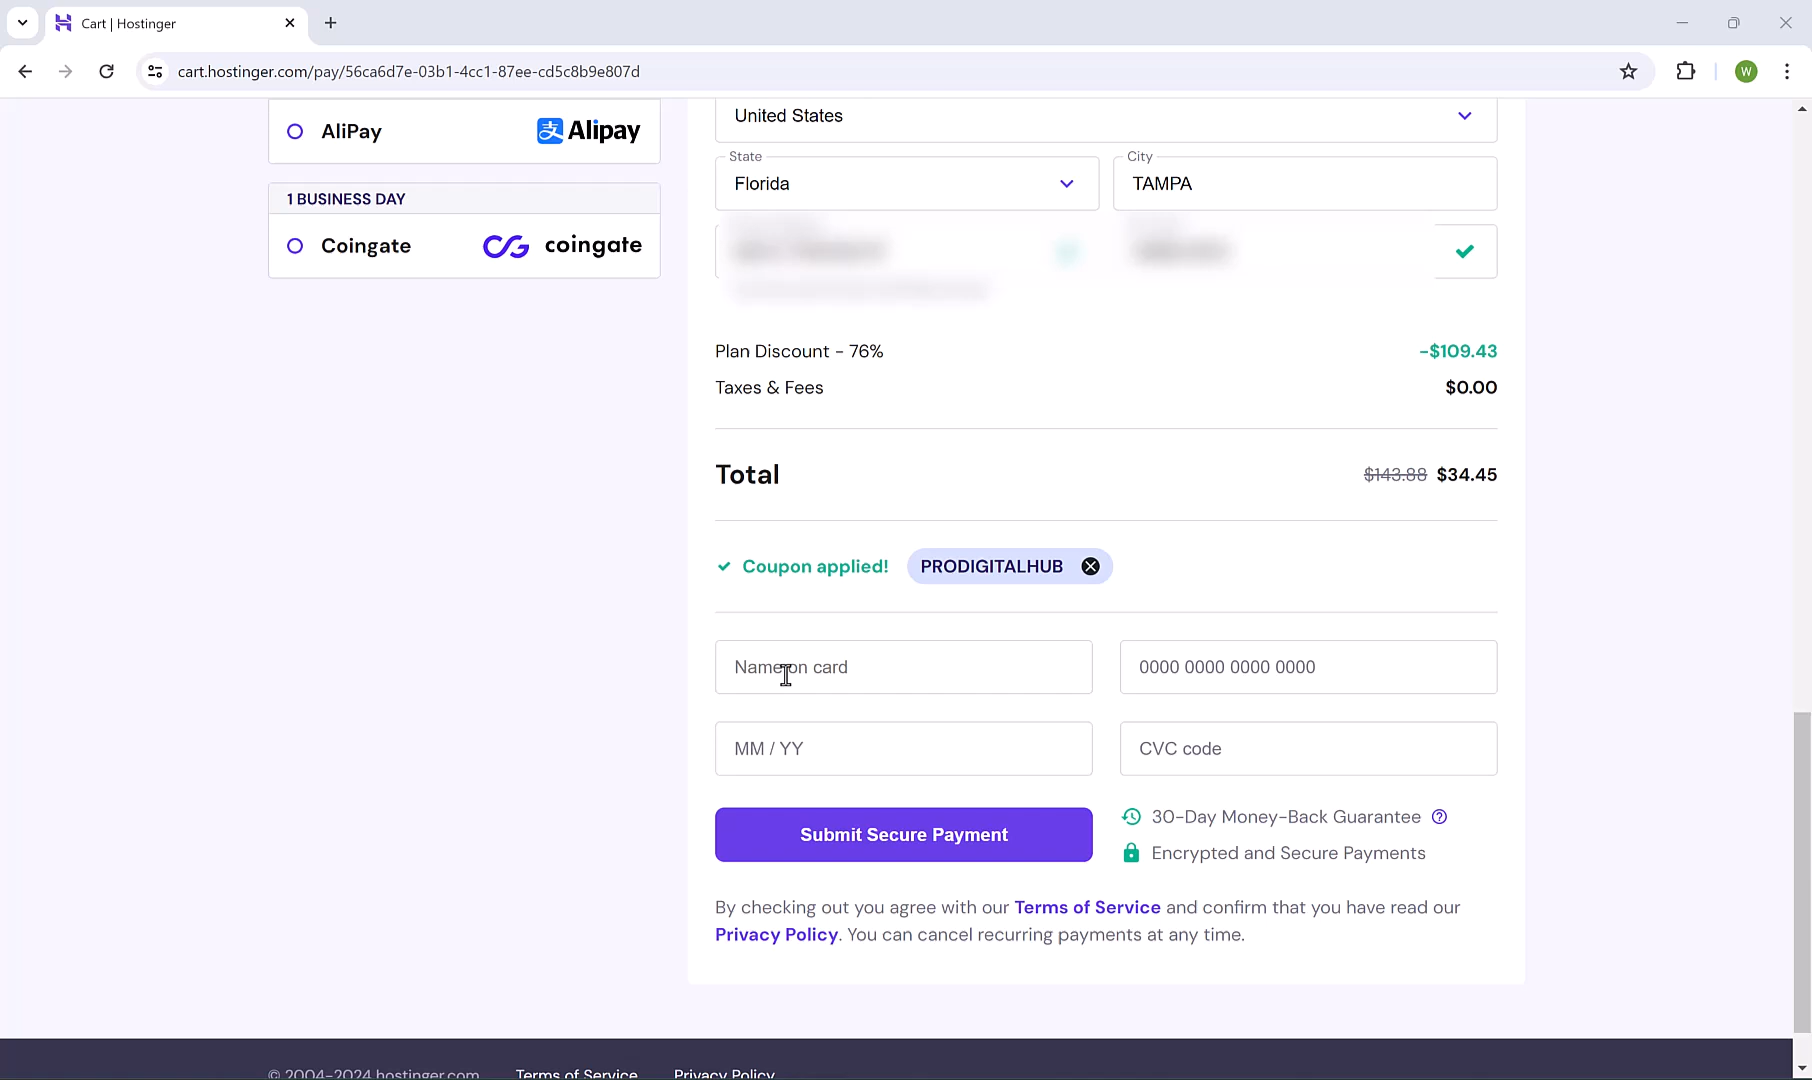 Cart | Hostinger
cart.hostinger.com/pay/56ca6d7e-03b1-4cc1-87ee-cd5c8b9e807d
W
AliPay
支 Alipay
1 BUSINESS DAY
Coingate
coingate
United States
State
Florida
City
TAMPA
Plan Discount - 76%
-$109.43
Taxes & Fees
$0.00
Total
$143.88 $34.45
Coupon applied!
PRODIGITALHUB
Name on card
0000 0000 0000 0000
MM / YY
CVC code
Submit Secure Payment
30-Day Money-Back Guarantee
Encrypted and Secure Payments
By checking out you agree with our Terms of Service and confirm that you have read our
Privacy Policy. You can cancel recurring payments at any time.
© 2004-2024 hostinger.com
Terms of Service
Privacy Policy